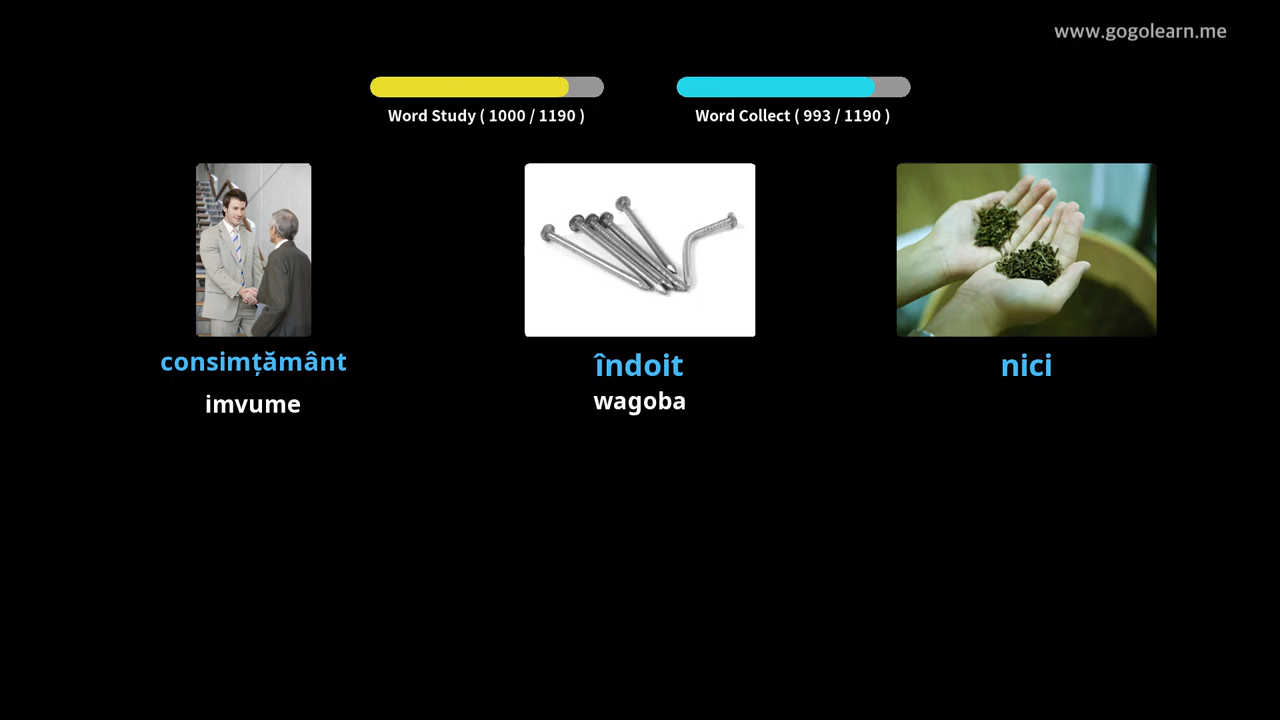 www.gogolearn.me
Word Study ( 1000 / 1190 )
Word Collect ( 993 / 1190 )
consimțământ
imvume
îndoit
wagoba
nici